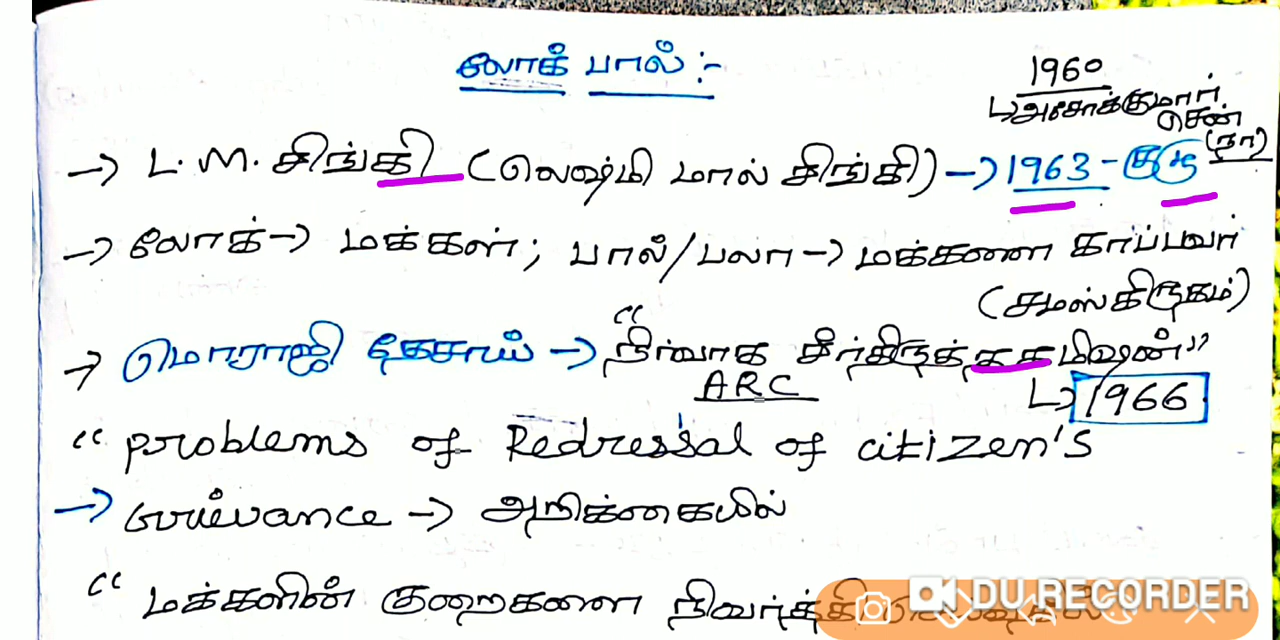 லோக் பால் :-
1960
↳ அசோக்குமார்
சென்
(நா)
→ L.M. சிங்கி (லெஷ்மி மால் சிங்கி) → 1963 -
→ லோக் → மக்கள் ; பால்/பலா → மக்களை காப்பவர்
(சமஸ்கிருதம்)
→ மொராஜி தேசாய் → "நிர்வாக சீர்திருத்த கமிஷன்"
ARC ↳ 1966
"problems of Redressal of citizen's
→ Grievance → அறிக்கையில்
"மக்களின் குறைகளை
DU RECORDER